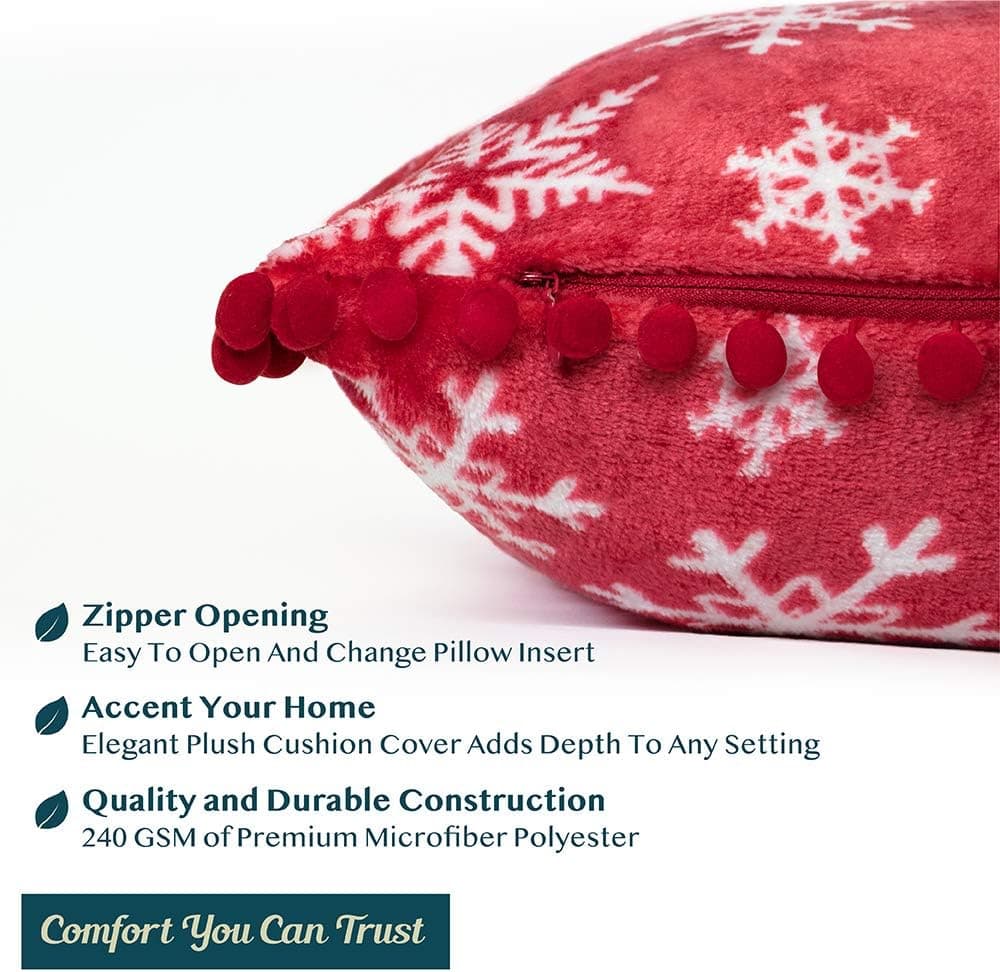 Zipper Opening
Easy To Open And Change Pillow Insert
Accent Your Home
Elegant Plush Cushion Cover Adds Depth To Any Setting
Quality and Durable Construction
240 GSM of Premium Microfiber Polyester
Comfort You Can Trust